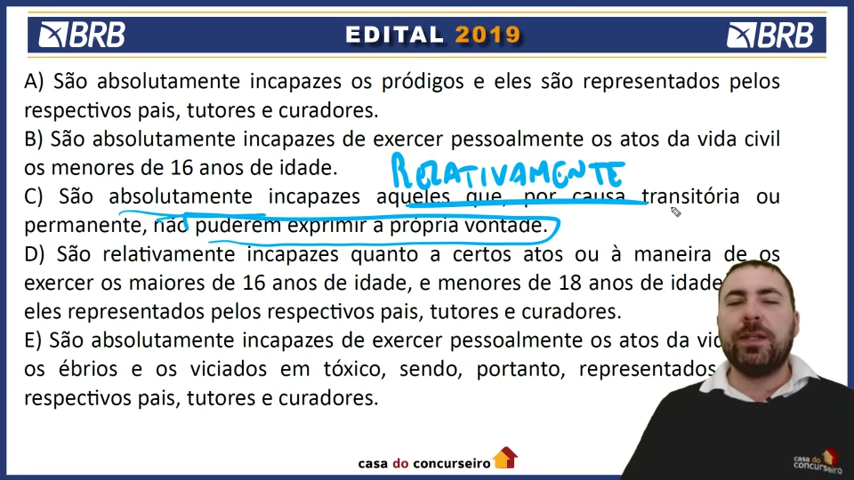 BRB
EDITAL 2019
BRB
A) São absolutamente incapazes os pródigos e eles são representados pelos
respectivos pais, tutores e curadores.
B) São absolutamente incapazes de exercer pessoalmente os atos da vida civil
os menores de 16 anos de idade.
RELATIVAMENTE
C) São absolutamente incapazes aqueles que, por causa transitória ou
permanente, não puderem exprimir a própria vontade.
D) São relativamente incapazes quanto a certos atos ou à maneira de os
exercer os maiores de 16 anos de idade, e menores de 18 anos de idade
eles representados pelos respectivos pais, tutores e curadores.
E) São absolutamente incapazes de exercer pessoalmente os atos da
os ébrios e os viciados em tóxico, sendo, portanto, representados
respectivos pais, tutores e curadores.
casa do concurseiro
casa do
concurseiro